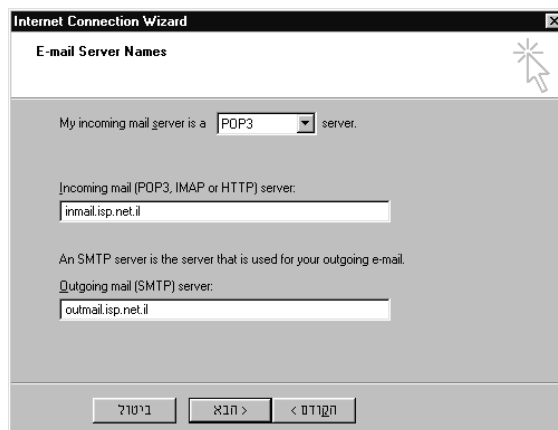 Internet Connection Wizard
E-mail Server Names
My incoming mail server is a POP3 server.
Incoming mail (POP3, IMAP or HTTP) server:
inmail.isp.net.il
An SMTP server is the server that is used for your outgoing e-mail.
Outgoing mail (SMTP) server:
outmail.isp.net.il
ביטול
הבא >
< הקודם